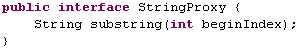 public interface StringProxy {
    String substring(int beginIndex);
}